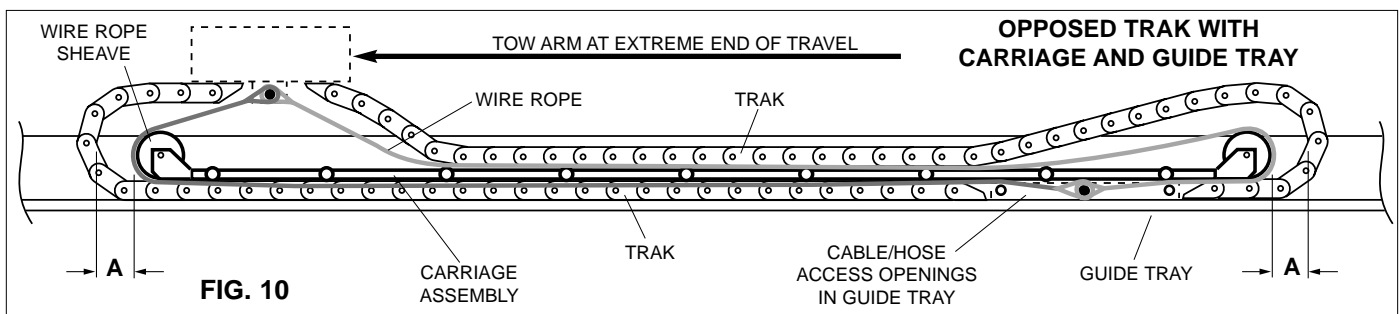 WIRE ROPE
SHEAVE
TOW ARM AT EXTREME END OF TRAVEL
OPPOSED TRAK WITH
CARRIAGE AND GUIDE TRAY
WIRE ROPE
TRAK
A
FIG. 10
CARRIAGE
ASSEMBLY
TRAK
CABLE/HOSE
ACCESS OPENINGS
IN GUIDE TRAY
GUIDE TRAY
A